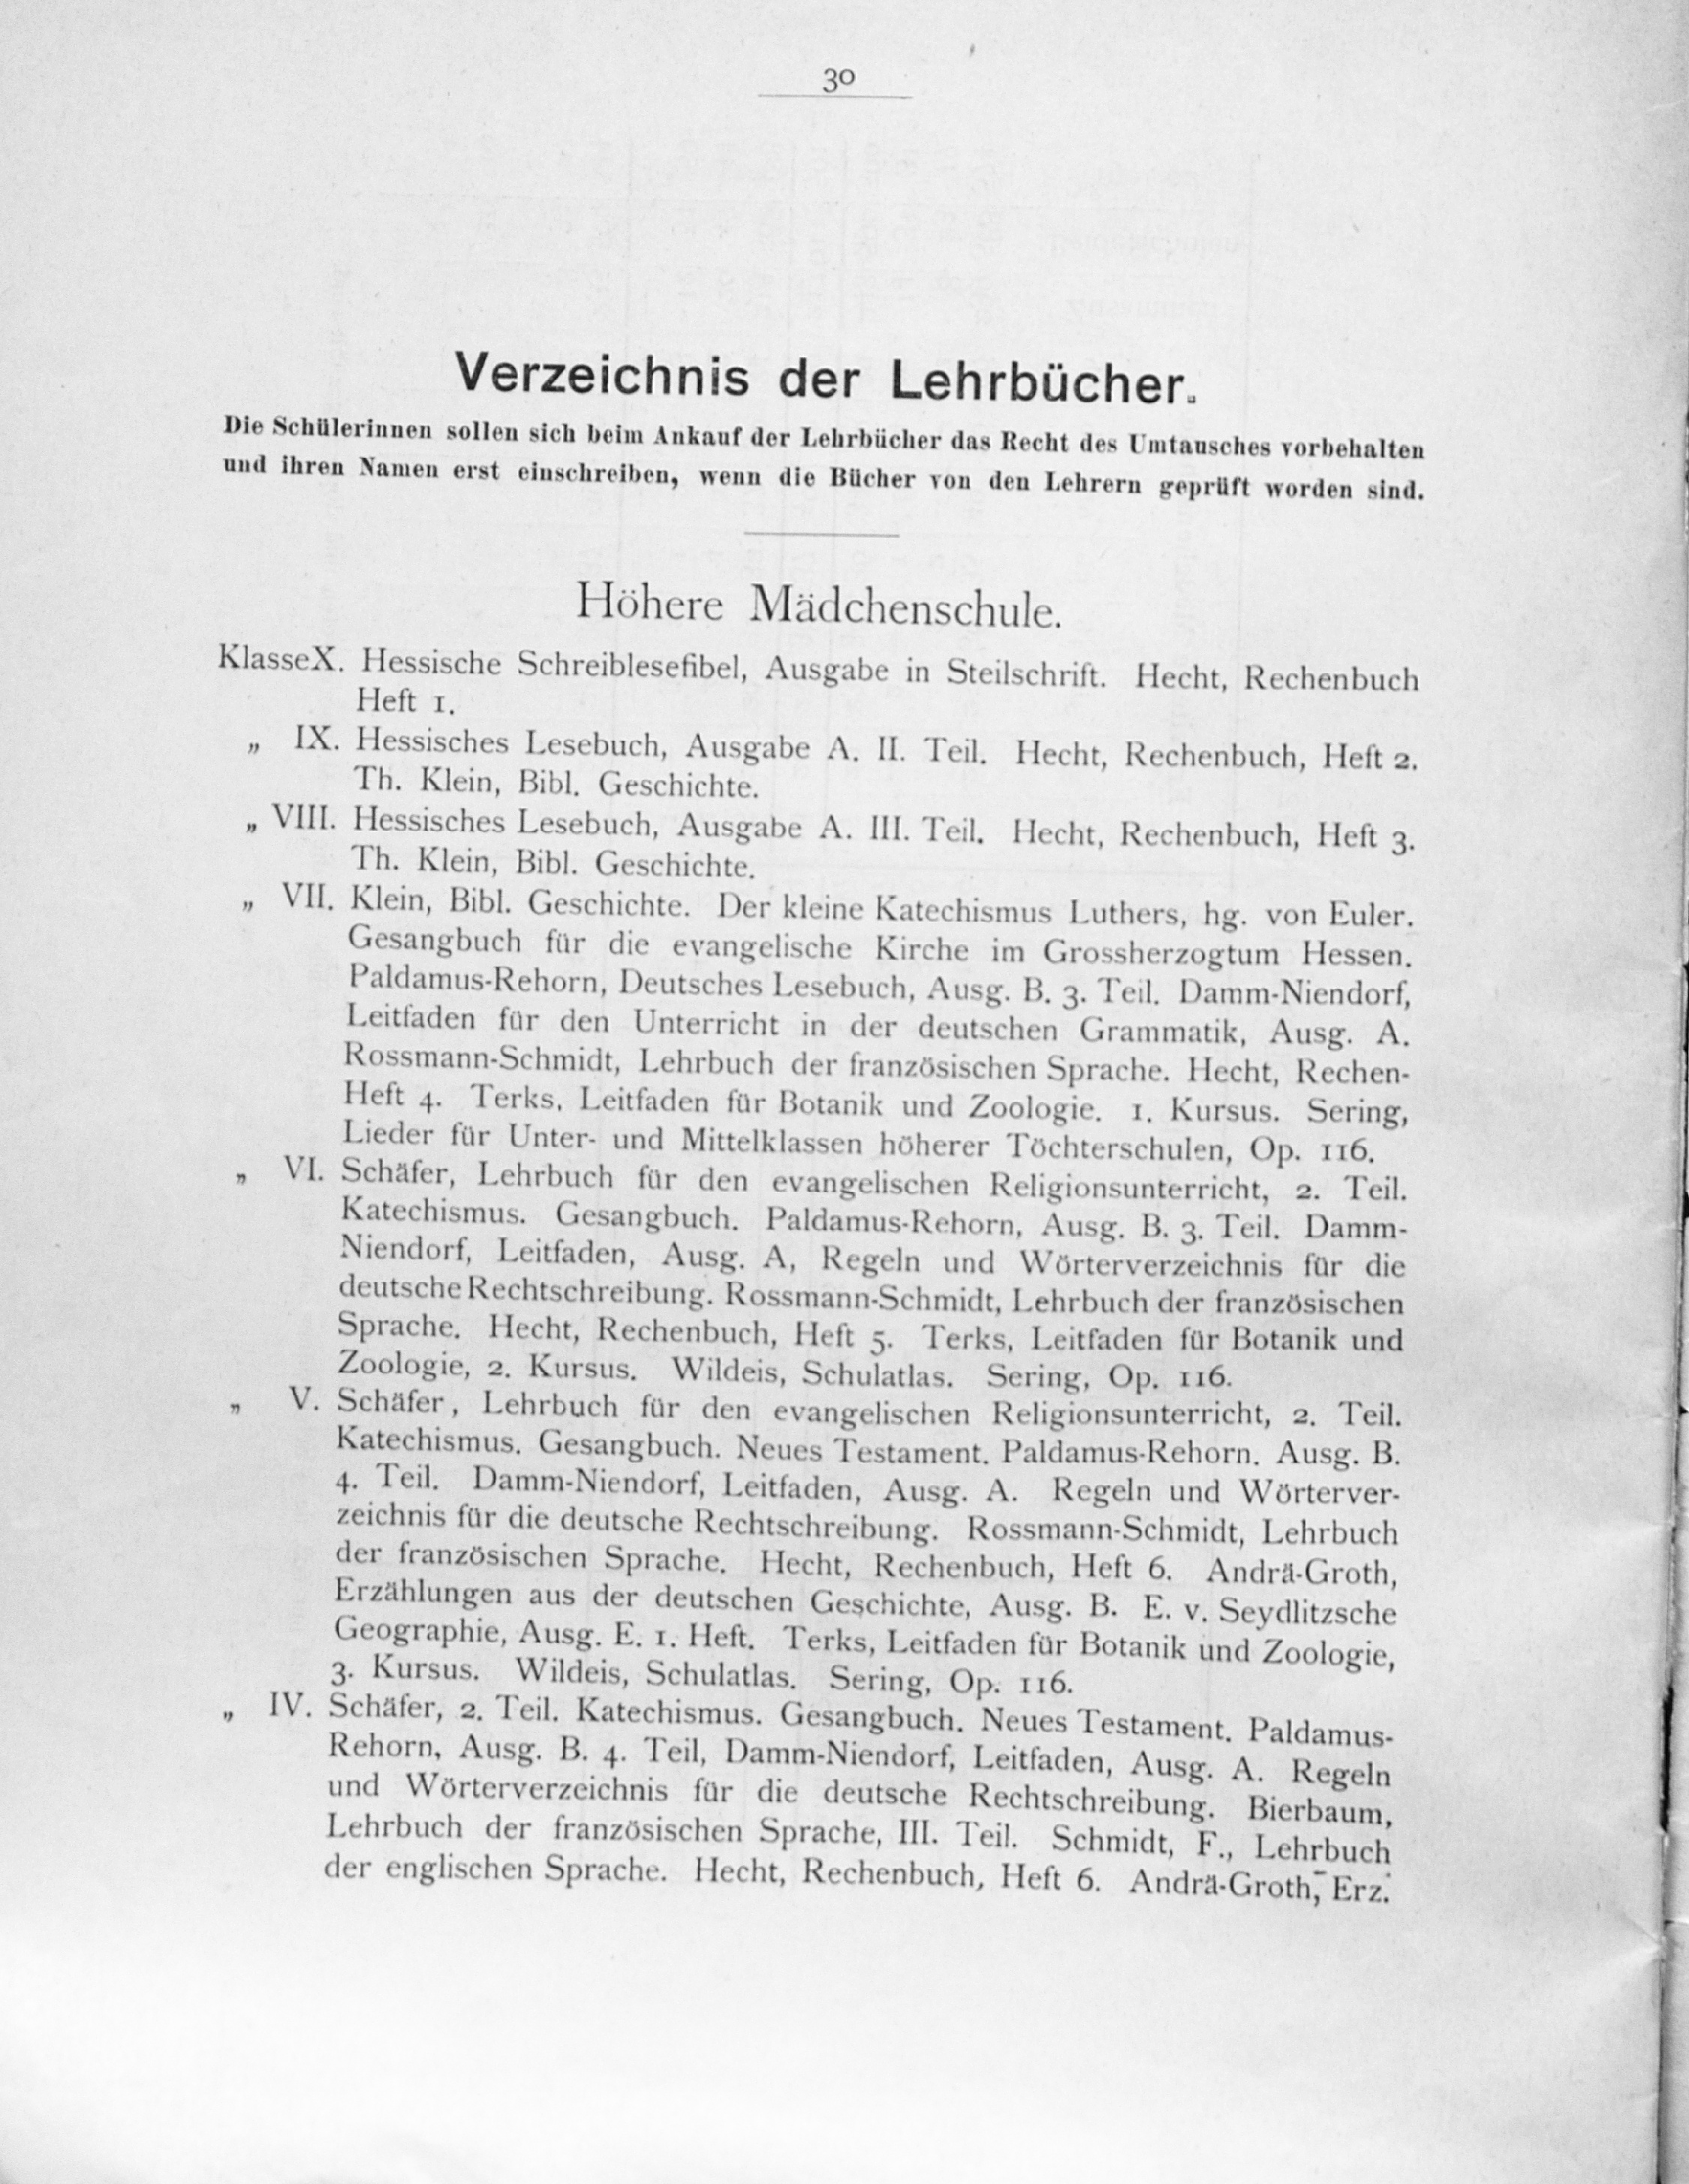 30
Verzeichnis der Lehrbücher.
Die Schülerinnen sollen sich beim Ankauf der Lehrbücher das Recht des Umtausches vorbehalten
und ihren Namen erst einschreiben, wenn die Bücher von den Lehrern geprüft worden sind.
Höhere Mädchenschule.
Klasse X. Hessische Schreiblesefibel, Ausgabe in Steilschrift. Hecht, Rechenbuch
Heft 1.
„ IX. Hessisches Lesebuch, Ausgabe A. II. Teil. Hecht, Rechenbuch, Heft 2.
Th. Klein, Bibl. Geschichte.
„ VIII. Hessisches Lesebuch, Ausgabe A. III. Teil. Hecht, Rechenbuch, Heft 3.
Th. Klein, Bibl. Geschichte.
„ VII. Klein, Bibl. Geschichte. Der kleine Katechismus Luthers, hg. von Euler.
Gesangbuch für die evangelische Kirche im Grossherzogtum Hessen.
Paldamus-Rehorn, Deutsches Lesebuch, Ausg. B. 3. Teil. Damm-Niendorf,
Leitfaden für den Unterricht in der deutschen Grammatik, Ausg. A.
Rossmann-Schmidt, Lehrbuch der französischen Sprache. Hecht, Rechen-
Heft 4. Terks, Leitfaden für Botanik und Zoologie. 1. Kursus. Sering,
Lieder für Unter- und Mittelklassen höherer Töchterschulen, Op. 116.
„ VI. Schäfer, Lehrbuch für den evangelischen Religionsunterricht, 2. Teil.
Katechismus. Gesangbuch. Paldamus-Rehorn, Ausg. B. 3. Teil. Damm-
Niendorf, Leitfaden, Ausg. A, Regeln und Wörterverzeichnis für die
deutsche Rechtschreibung. Rossmann-Schmidt, Lehrbuch der französischen
Sprache. Hecht, Rechenbuch, Heft 5. Terks, Leitfaden für Botanik und
Zoologie, 2. Kursus. Wildeis, Schulatlas. Sering, Op. 116.
„ V. Schäfer, Lehrbuch für den evangelischen Religionsunterricht, 2. Teil.
Katechismus. Gesangbuch. Neues Testament. Paldamus-Rehorn. Ausg. B.
4. Teil. Damm-Niendorf, Leitfaden, Ausg. A. Regeln und Wörterver-
zeichnis für die deutsche Rechtschreibung. Rossmann-Schmidt, Lehrbuch
der französischen Sprache. Hecht, Rechenbuch, Heft 6. Andrä-Groth,
Erzählungen aus der deutschen Geschichte, Ausg. B. E. v. Seydlitzsche
Geographie, Ausg. E. 1. Heft. Terks, Leitfaden für Botanik und Zoologie,
3. Kursus. Wildeis, Schulatlas. Sering, Op. 116.
„ IV. Schäfer, 2. Teil. Katechismus. Gesangbuch. Neues Testament. Paldamus-
Rehorn, Ausg. B. 4. Teil, Damm-Niendorf, Leitfaden, Ausg. A. Regeln
und Wörterverzeichnis für die deutsche Rechtschreibung. Bierbaum,
Lehrbuch der französischen Sprache, III. Teil. Schmidt, F., Lehrbuch
der englischen Sprache. Hecht, Rechenbuch, Heft 6. Andrä-Groth, Erz.